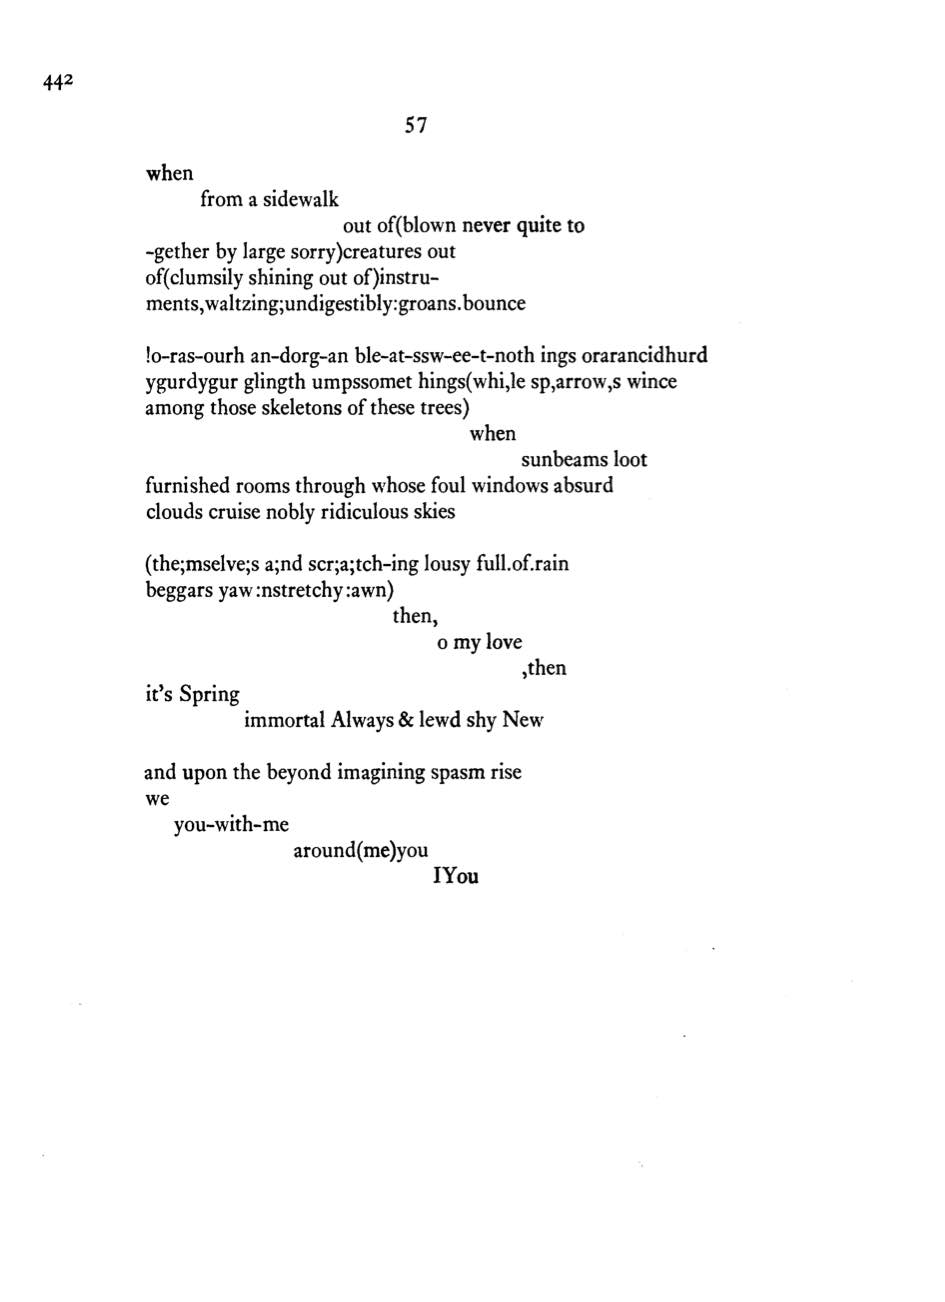 442
57
when
from a sidewalk
out of(blown never quite to
-gether by large sorry)creatures out
of(clumsily shining out of)instru-
ments,waltzing;undigestibly:groans.bounce
!o-ras-ourh an-dorg-an ble-at-ssw-ee-t-noth ings orarancidhurd
ygurdygur glingth umpssomet hings(whi,le sp,arrow,s wince
among those skeletons of these trees)
when
sunbeams loot
furnished rooms through whose foul windows absurd
clouds cruise nobly ridiculous skies
(the;mselve;s a;nd scr;a;tch-ing lousy full.of.rain
beggars yaw:nstretchy:awn)
then,
o my love
,then
it's Spring
immortal Always & lewd shy New
and upon the beyond imagining spasm rise
we
you-with-me
around(me)you
IYou